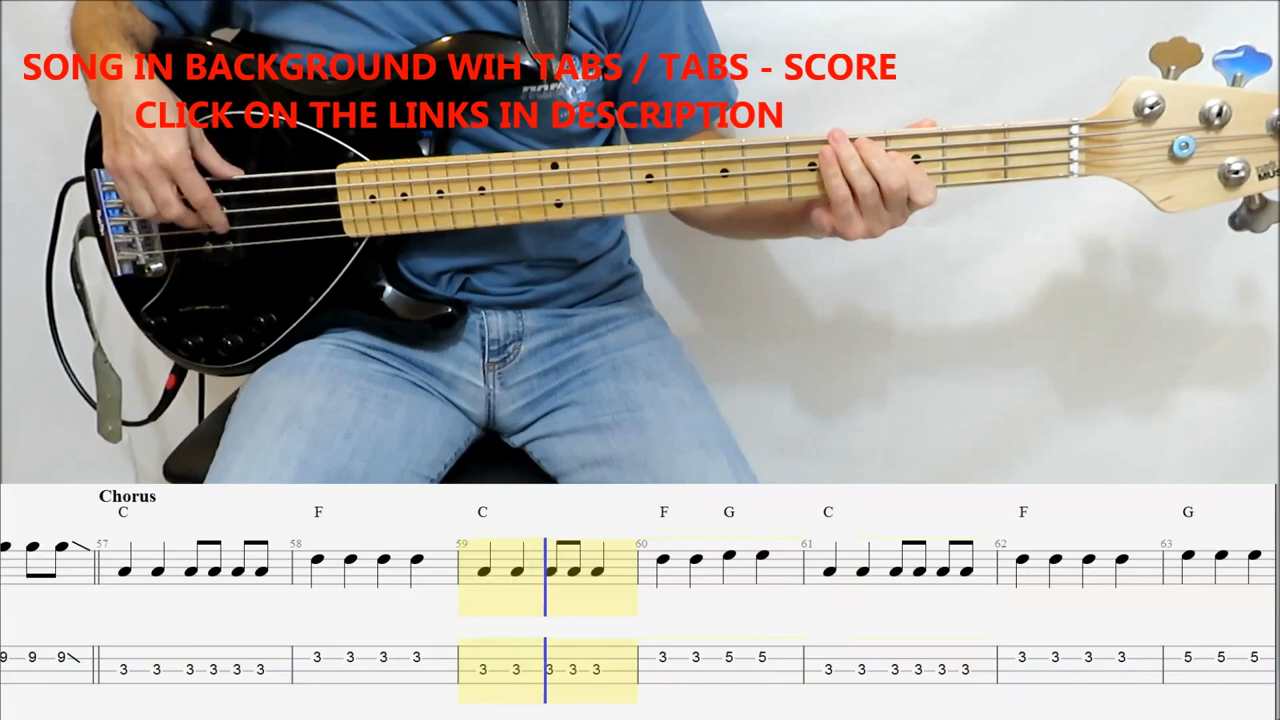 SONG IN BACKGROUND WIH TABS / TABS - SCORE
CLICK ON THE LINKS IN DESCRIPTION
Chorus
C F C F G C F G
57 58 59 60 61 62 63
9 9 9 3 3 3 3 3 3 3 3 3 3 3 3 3 3 3 3 3 5 5 3 3 3 3 3 3 3 3 3 3 5 5 5